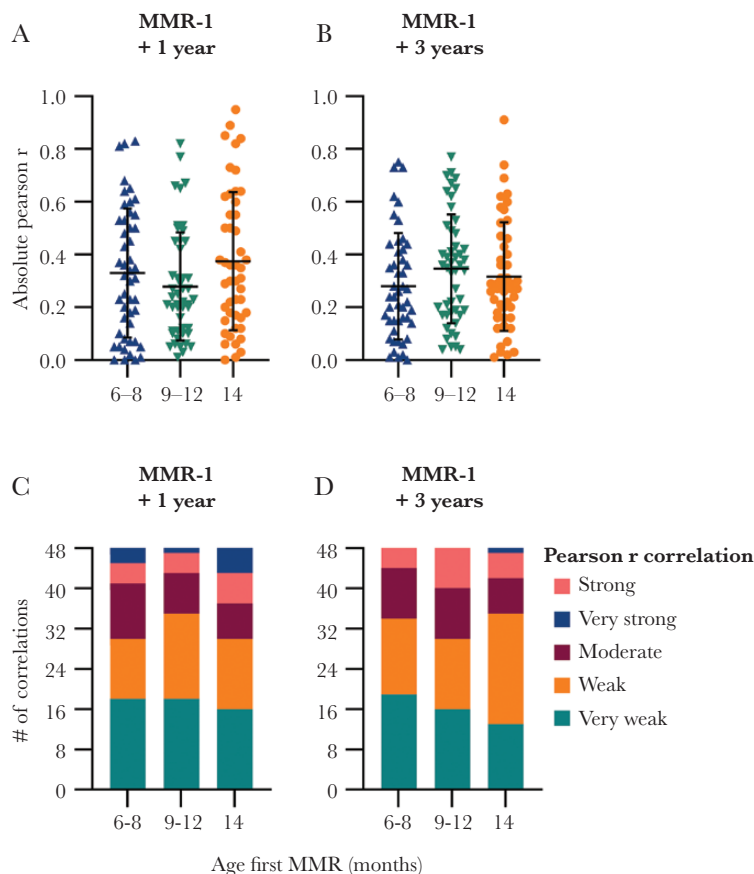 A
MMR-1
+ 1 year
B
MMR-1
+ 3 years
Absolute pearson r
1.0
0.8
0.6
0.4
0.2
0.0
6–8
9–12
14
1.0
0.8
0.6
0.4
0.2
0.0
6–8
9–12
14
C
MMR-1
+ 1 year
D
MMR-1
+ 3 years
# of correlations
48
40
32
24
16
8
0
6-8
9-12
14
48
40
32
24
16
8
0
6-8
9-12
14
Pearson r correlation
Strong
Very strong
Moderate
Weak
Very weak
Age first MMR (months)